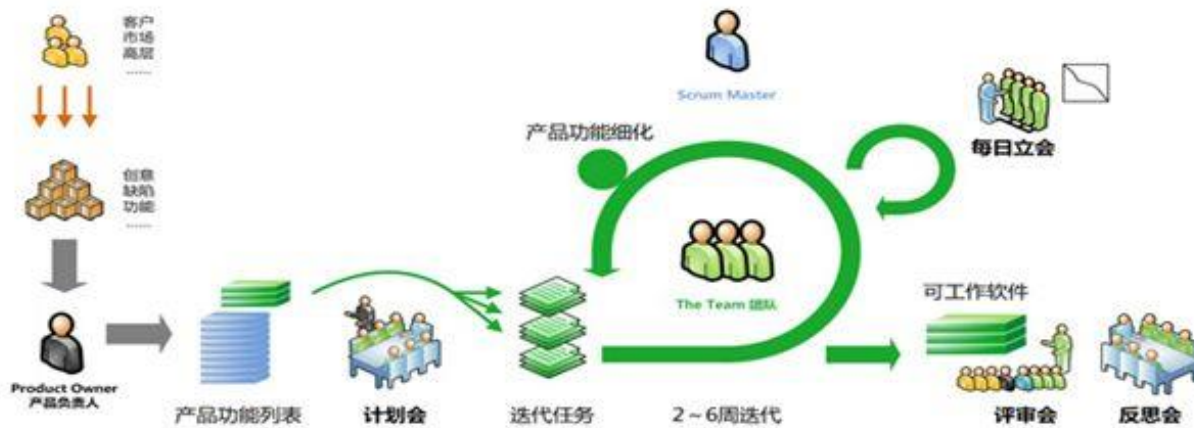 客户
市场
高层
......
创意
缺陷
功能
......
Product Owner
产品负责人
产品功能列表
计划会
迭代任务
产品功能细化
Scrum Master
The Team 团队
2～6周迭代
每日立会
可工作软件
评审会
反思会